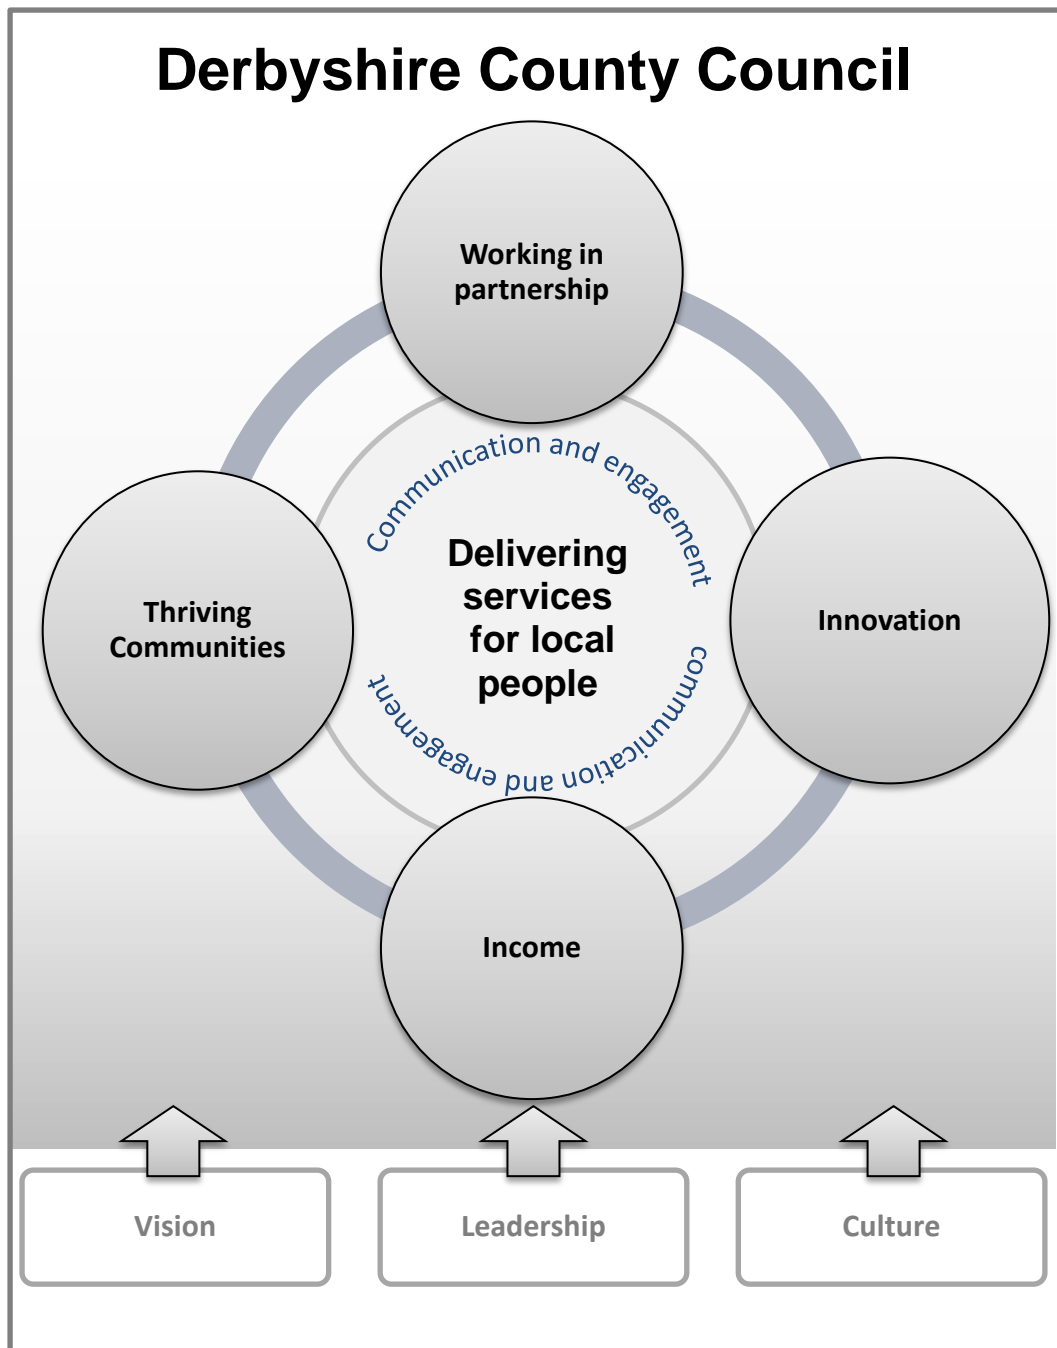 Derbyshire County Council
Working in
partnership
Communication and engagement
Delivering
services
for local
people
communication and engagement
Thriving
Communities
Innovation
Income
Vision
Leadership
Culture